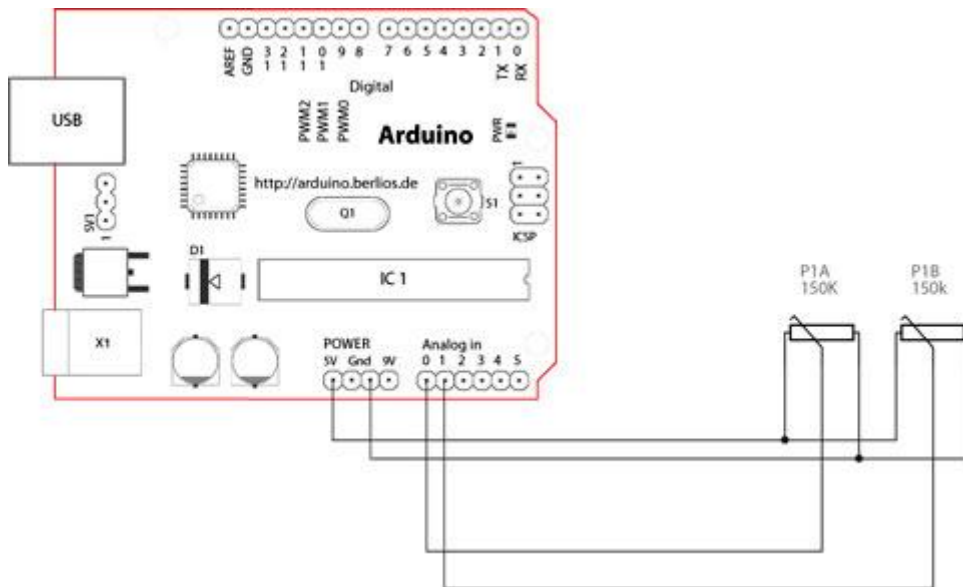 AREF
GND
13
12
11
10
9
8
7
6
5
4
3
2
TX 1
RX 0
Digital
PWM2
PWM1
PWM0
Arduino
PWR
USB
http://arduino.berlios.de
Q1
S1
1
ICSP
SV1
1
D1
IC 1
X1
POWER
5V Gnd 9V
Analog in
0 1 2 3 4 5
P1A
150K
P1B
150k